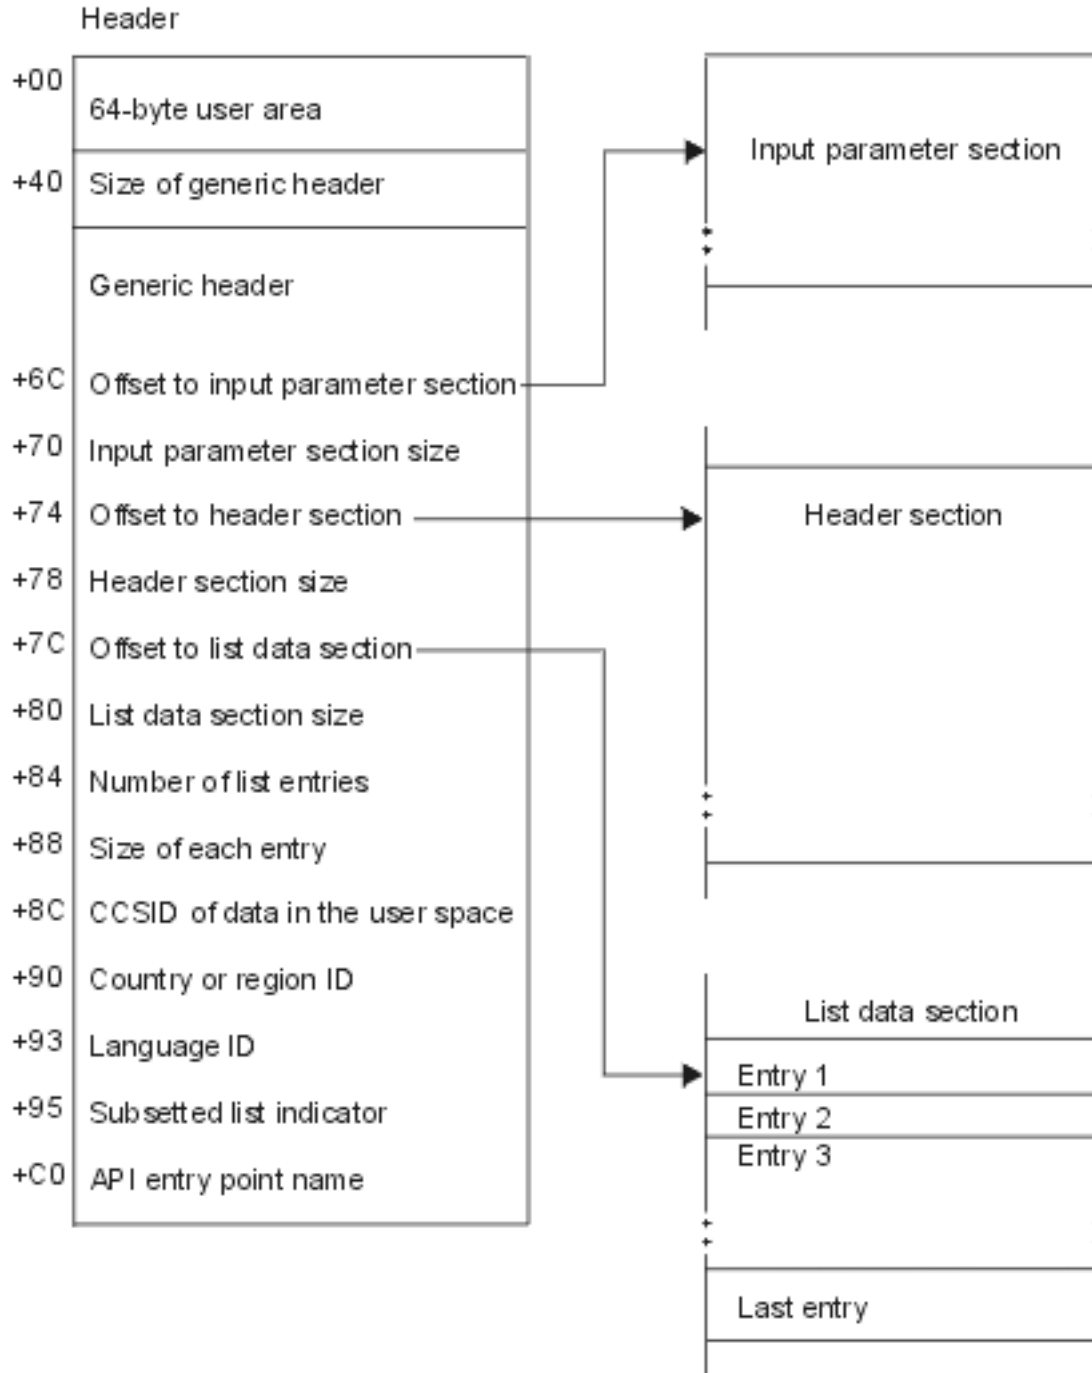 Header
+00
64-byte user area
+40
Size of generic header
Generic header
+6C
Offset to input parameter section
+70
Input parameter section size
+74
Offset to header section
+78
Header section size
+7C
Offset to list data section
+80
List data section size
+84
Number of list entries
+88
Size of each entry
+8C
CCSID of data in the user space
+90
Country or region ID
+93
Language ID
+95
Subsetted list indicator
+C0
API entry point name
Input parameter section
Header section
List data section
Entry 1
Entry 2
Entry 3
Last entry